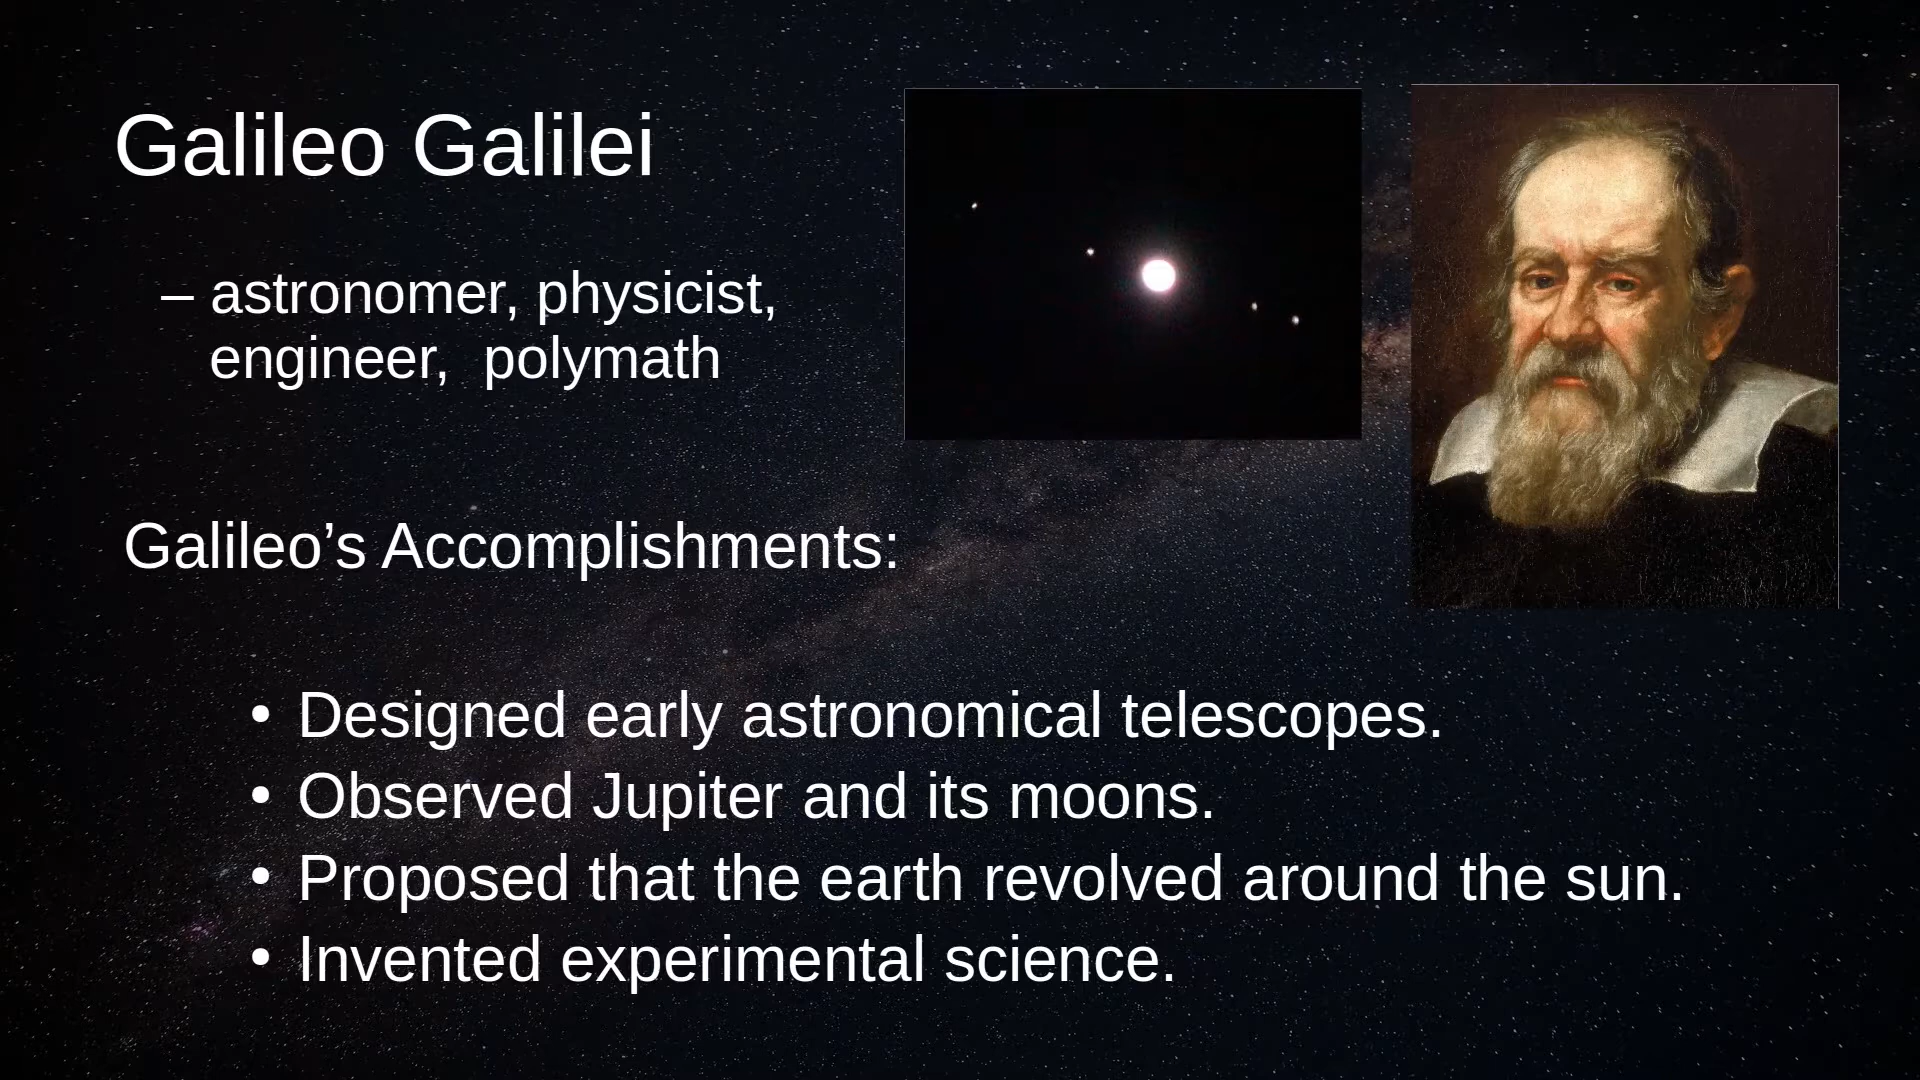 Galileo Galilei
– astronomer, physicist,
engineer,  polymath
Galileo’s Accomplishments:
• Designed early astronomical telescopes.
• Observed Jupiter and its moons.
• Proposed that the earth revolved around the sun.
• Invented experimental science.